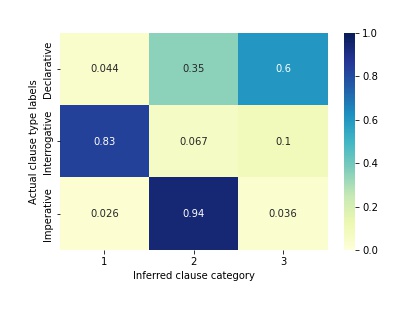 Actual clause type labels
Declarative
Interrogative
Imperative
0.044 0.35 0.6
0.83 0.067 0.1
0.026 0.94 0.036
1 2 3
Inferred clause category
1.0
0.8
0.6
0.4
0.2
0.0